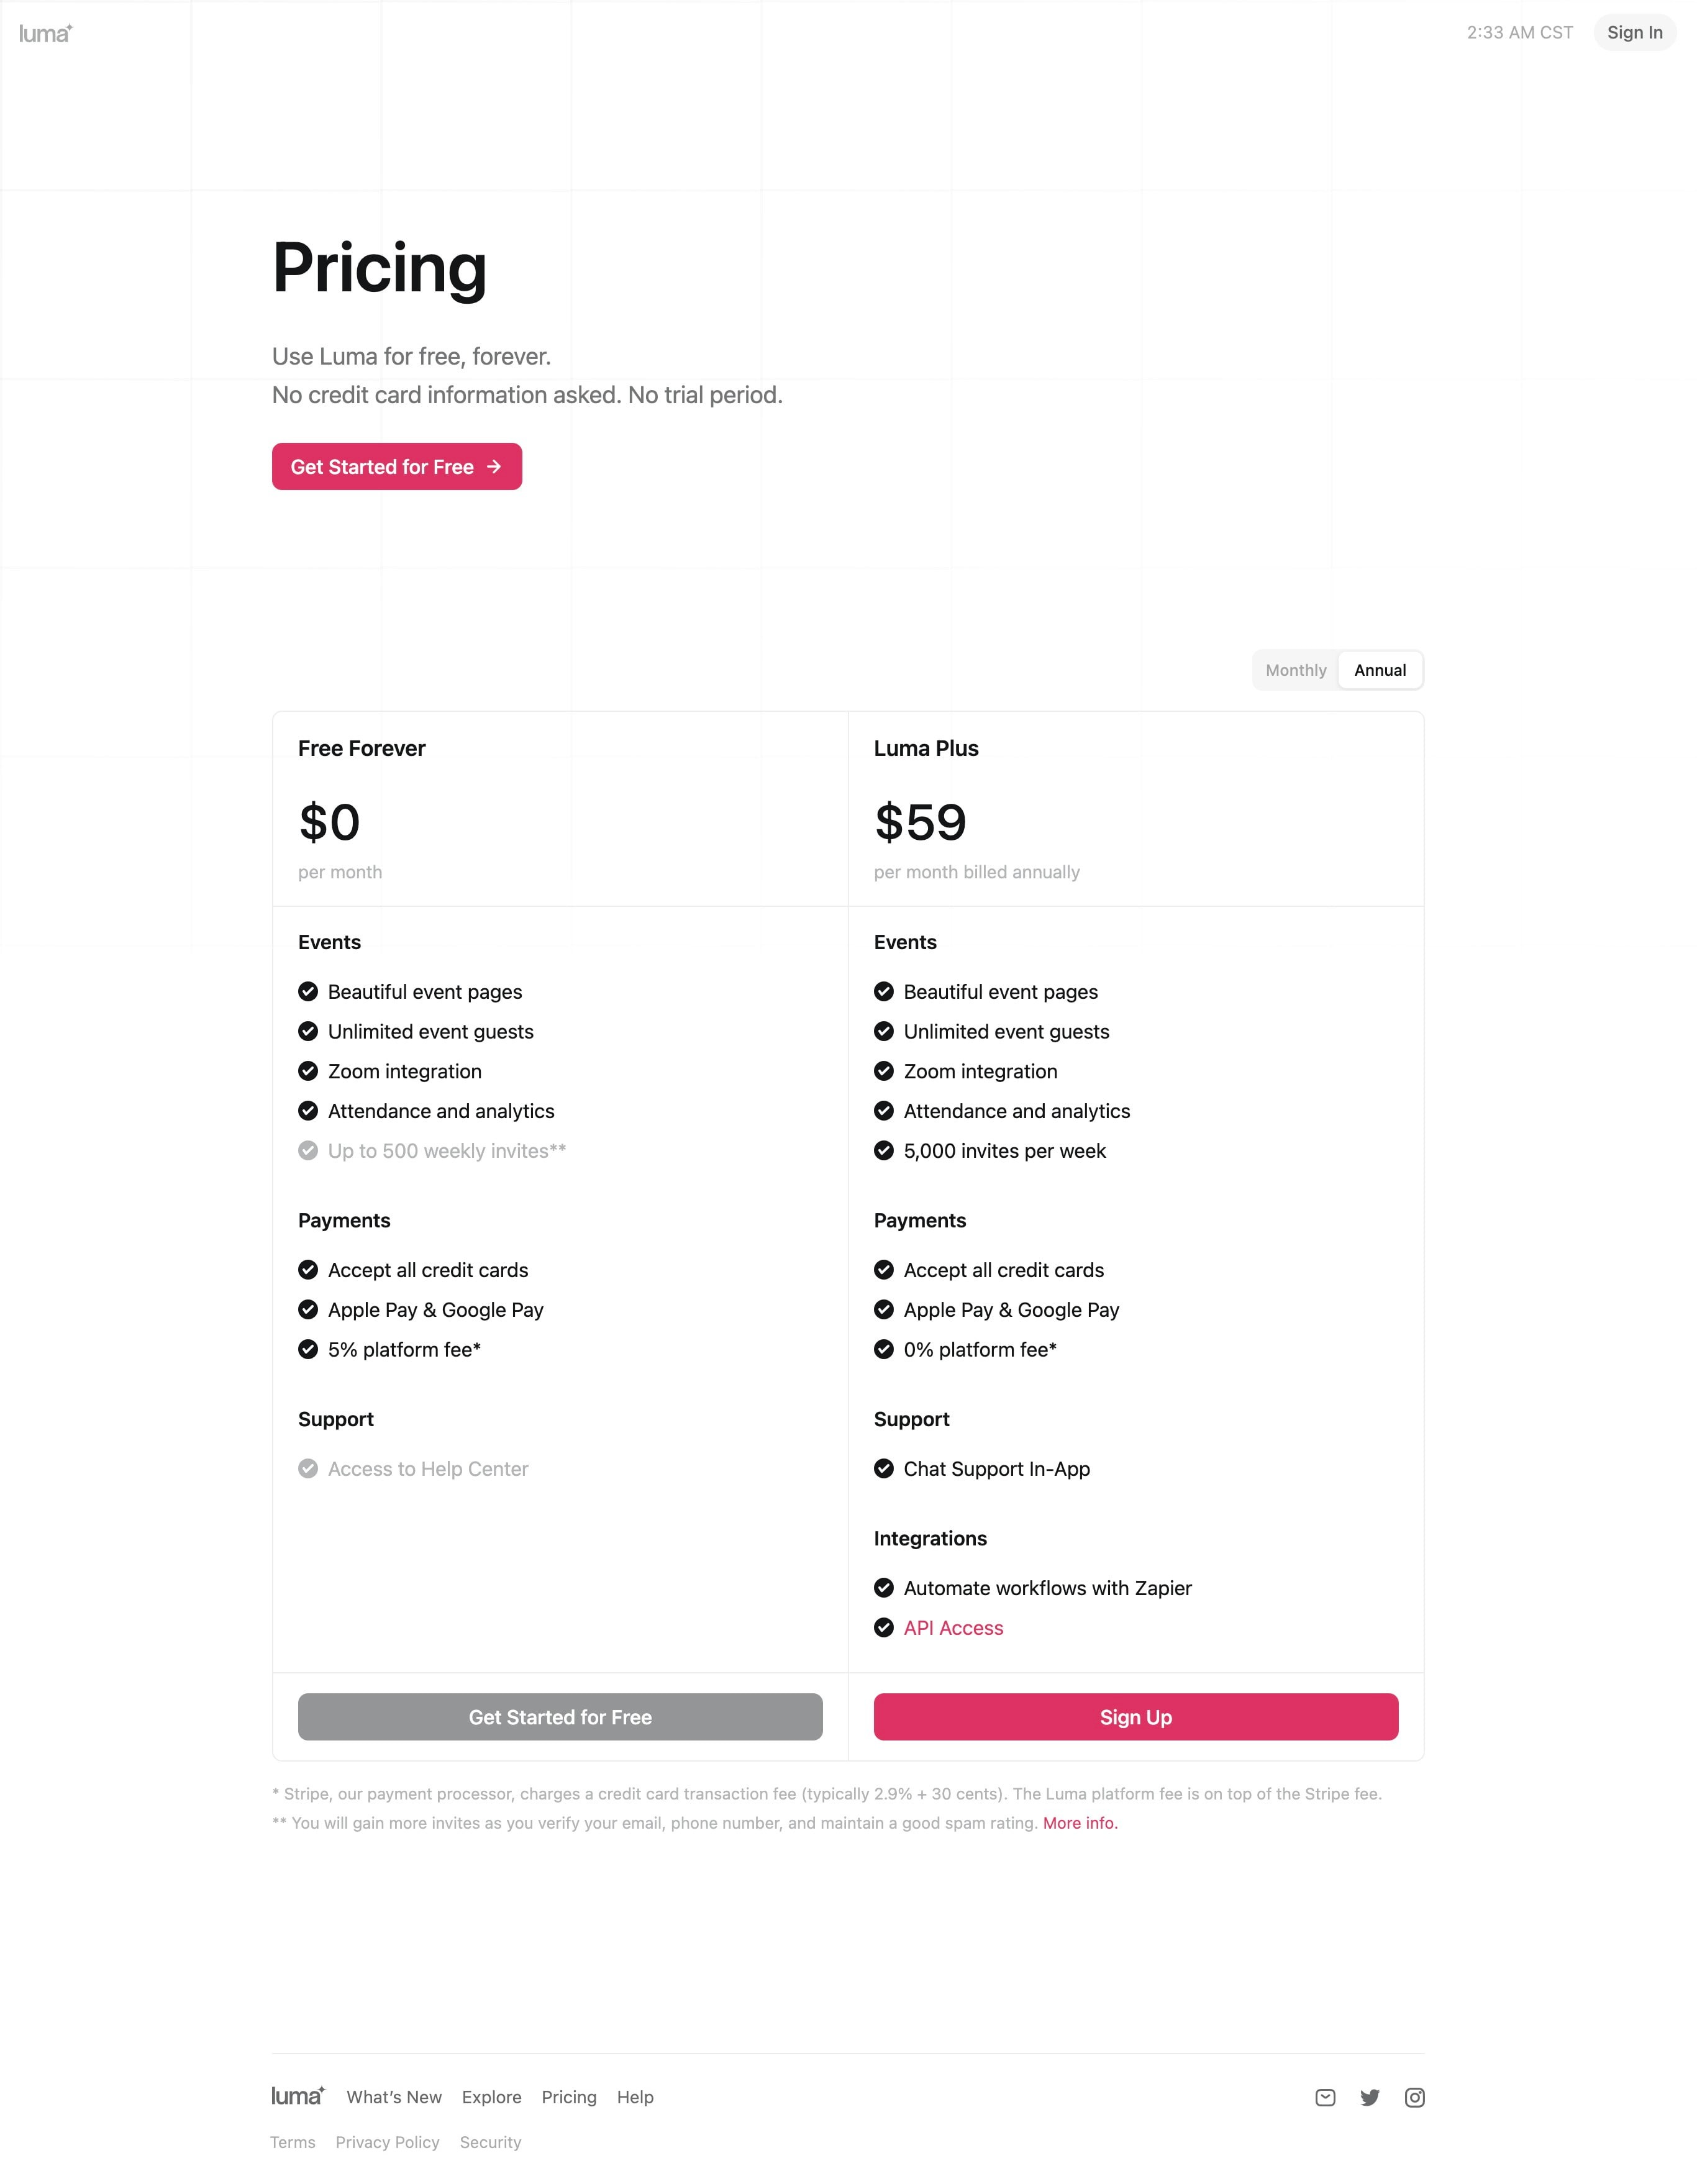 luma
2:33 AM CST
Sign In
Pricing
Use Luma for free, forever.
No credit card information asked. No trial period.
Get Started for Free →
Monthly
Annual
Free Forever
$0
per month
Events
Beautiful event pages
Unlimited event guests
Zoom integration
Attendance and analytics
Up to 500 weekly invites**
Payments
Accept all credit cards
Apple Pay & Google Pay
5% platform fee*
Support
Access to Help Center
Get Started for Free
Luma Plus
$59
per month billed annually
Events
Beautiful event pages
Unlimited event guests
Zoom integration
Attendance and analytics
5,000 invites per week
Payments
Accept all credit cards
Apple Pay & Google Pay
0% platform fee*
Support
Chat Support In-App
Integrations
Automate workflows with Zapier
API Access
Sign Up
* Stripe, our payment processor, charges a credit card transaction fee (typically 2.9% + 30 cents). The Luma platform fee is on top of the Stripe fee.
** You will gain more invites as you verify your email, phone number, and maintain a good spam rating. More info.
luma What’s New Explore Pricing Help
Terms Privacy Policy Security